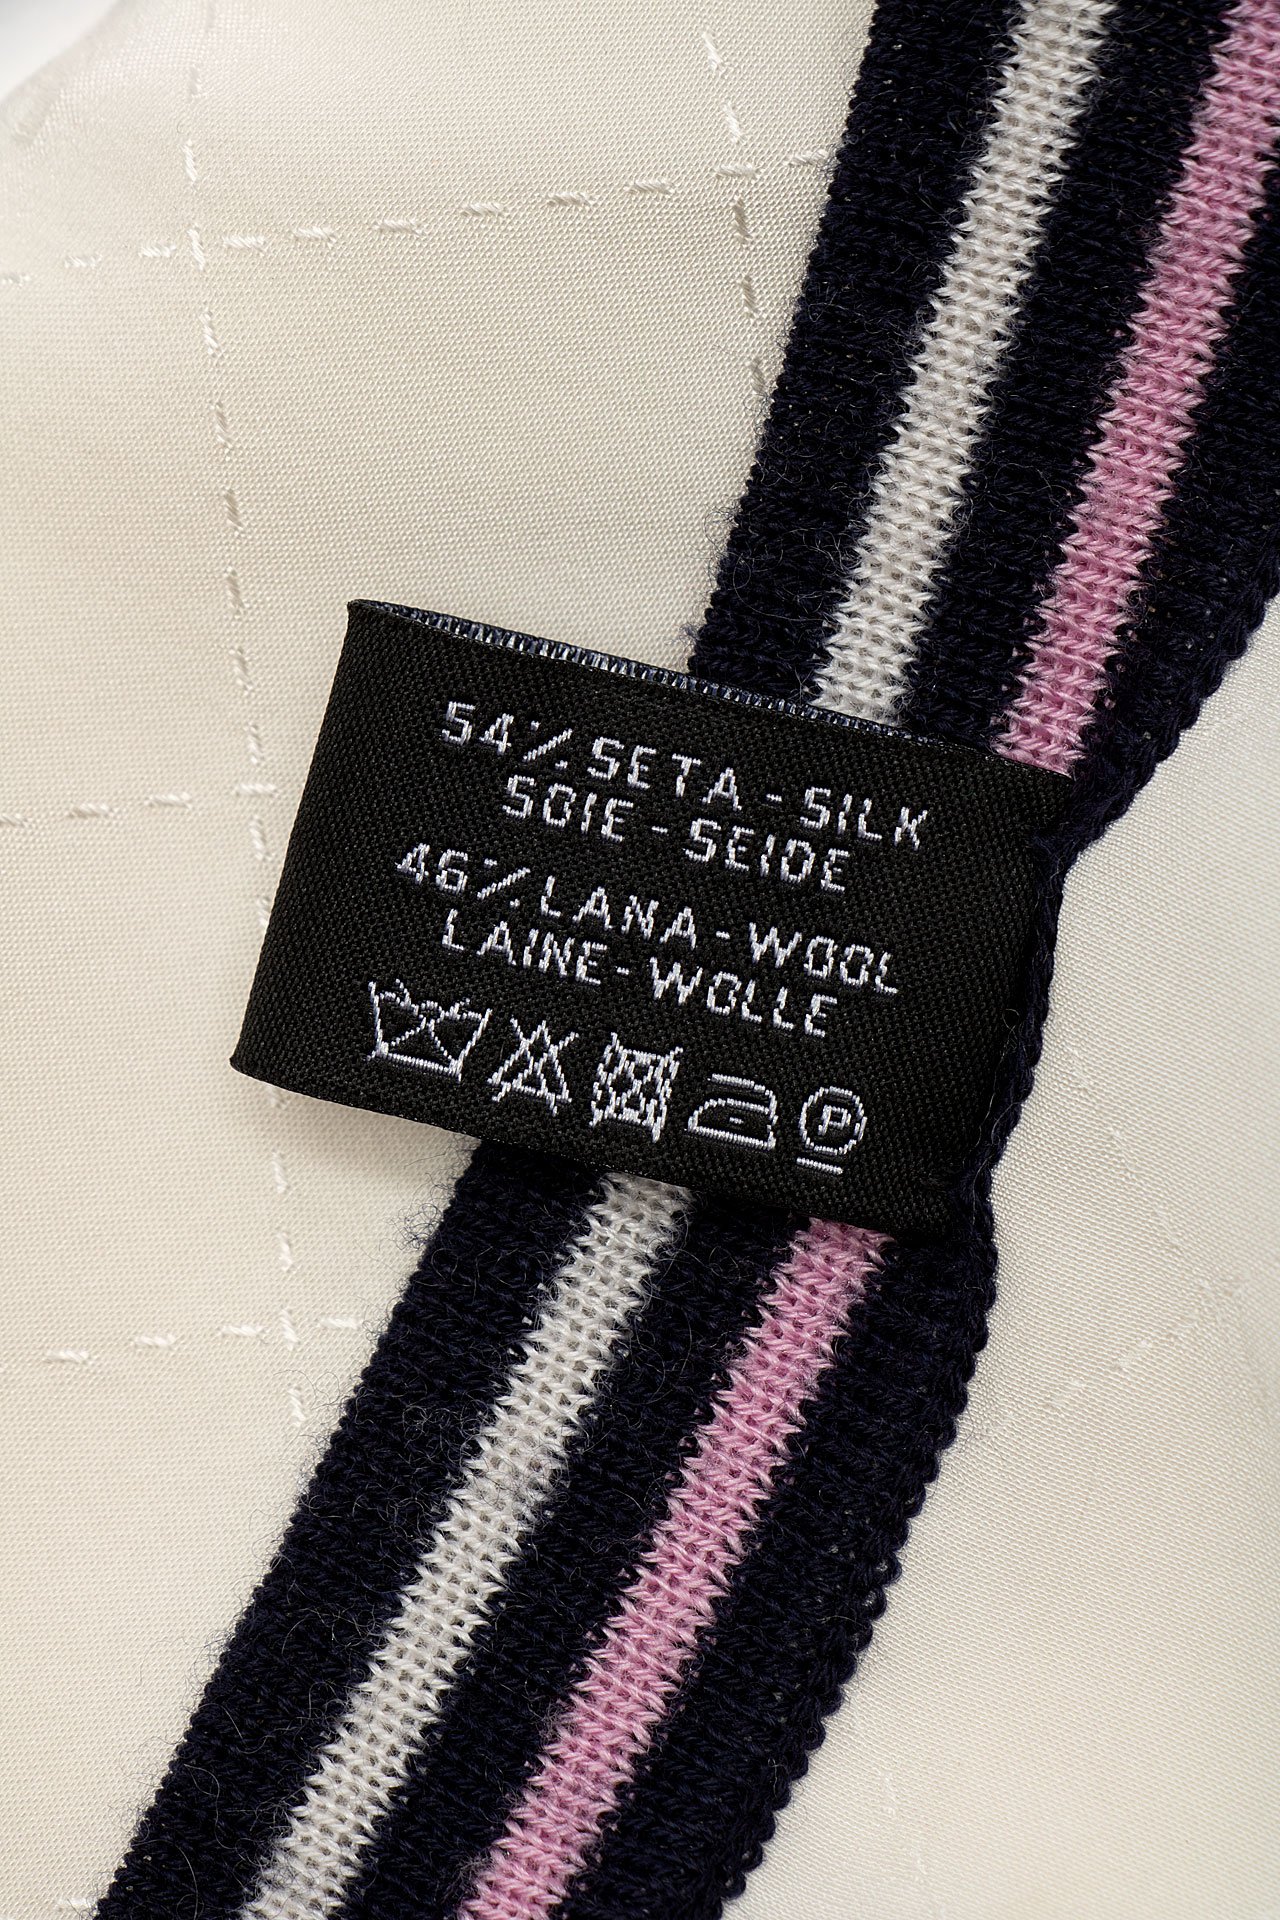 54% SETA - SILK
SOIE - SEIDE
46% LANA - WOOL
LAINE - WOLLE
P